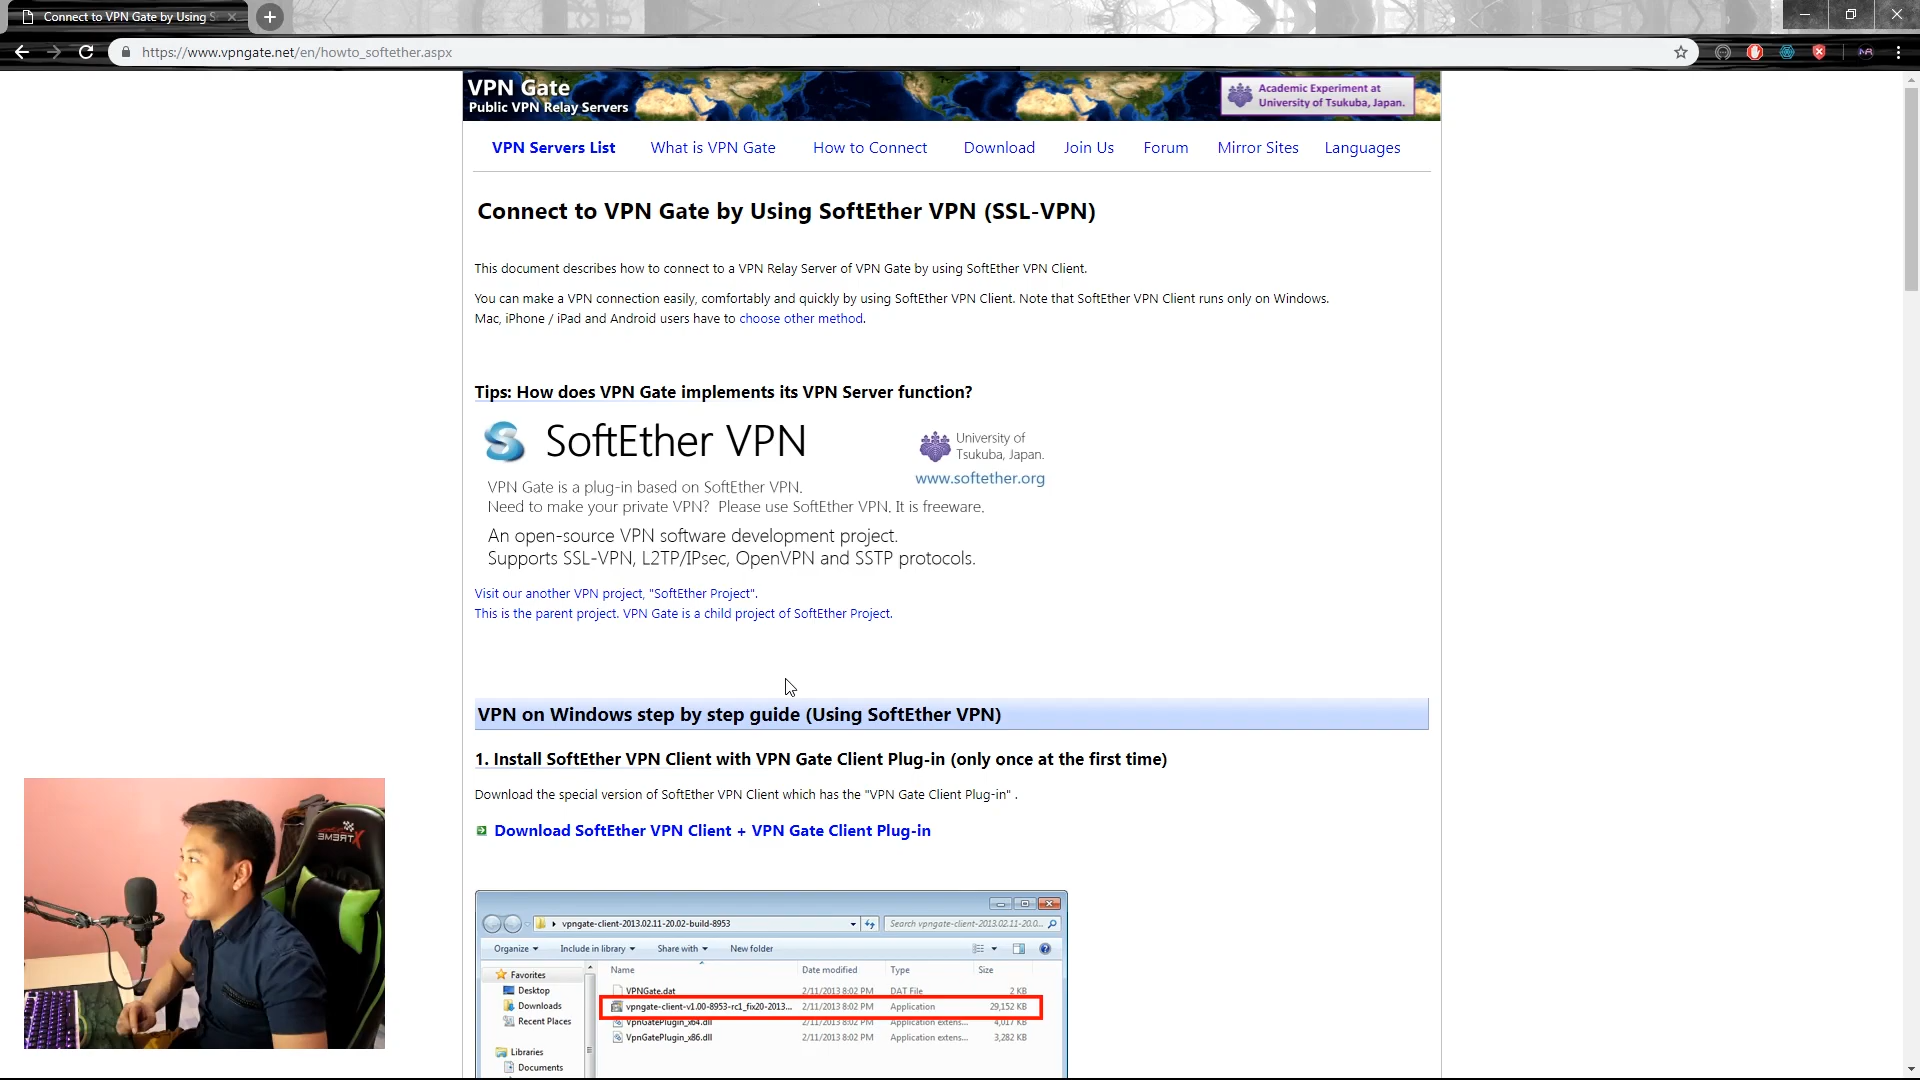 Connect to VPN Gate by Using S
https://www.vpngate.net/en/howto_softether.aspx
VPN Gate
Public VPN Relay Servers
Academic Experiment at
University of Tsukuba, Japan.
VPN Servers List What is VPN Gate How to Connect Download Join Us Forum Mirror Sites Languages
Connect to VPN Gate by Using SoftEther VPN (SSL-VPN)
This document describes how to connect to a VPN Relay Server of VPN Gate by using SoftEther VPN Client.
You can make a VPN connection easily, comfortably and quickly by using SoftEther VPN Client. Note that SoftEther VPN Client runs only on Windows.
Mac, iPhone / iPad and Android users have to choose other method.
Tips: How does VPN Gate implements its VPN Server function?
SoftEther VPN
University of
Tsukuba, Japan.
www.softether.org
VPN Gate is a plug-in based on SoftEther VPN.
Need to make your private VPN? Please use SoftEther VPN. It is freeware.
An open-source VPN software development project.
Supports SSL-VPN, L2TP/IPsec, OpenVPN and SSTP protocols.
Visit our another VPN project, "SoftEther Project".
This is the parent project. VPN Gate is a child project of SoftEther Project.
VPN on Windows step by step guide (Using SoftEther VPN)
1. Install SoftEther VPN Client with VPN Gate Client Plug-in (only once at the first time)
Download the special version of SoftEther VPN Client which has the "VPN Gate Client Plug-in" .
Download SoftEther VPN Client + VPN Gate Client Plug-in
XTREME
vpngate-client-2013.02.11-20.02-build-8953 Search vpngate-client-2013.02.11-20.0...
Organize Include in library Share with New folder
Favorites
Desktop
Downloads
Recent Places
Libraries
Documents
Name Date modified Type Size
VPNGate.dat 2/11/2013 8:02 PM DAT File 2 KB
vpngate-client-v1.00-8953-rc1_fix20-2013... 2/11/2013 8:02 PM Application 29,152 KB
VpnGatePlugin_x64.dll 2/11/2013 8:02 PM Application extens... 4,017 KB
VpnGatePlugin_x86.dll 2/11/2013 8:02 PM Application extens... 3,282 KB